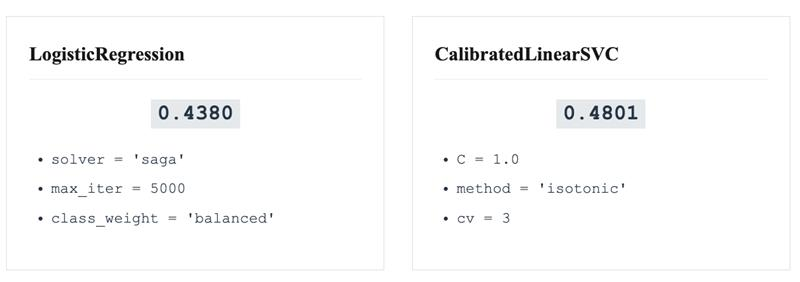 LogisticRegression
0.4380
• solver = 'saga'
• max_iter = 5000
• class_weight = 'balanced'
CalibratedLinearSVC
0.4801
• C = 1.0
• method = 'isotonic'
• cv = 3